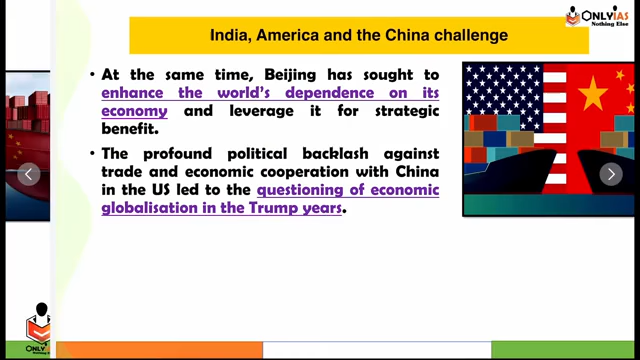 ONLYIAS
Nothing Else
India, America and the China challenge
• At the same time, Beijing has sought to
enhance the world's dependence on its
economy and leverage it for strategic
benefit.
• The profound political backlash against
trade and economic cooperation with China
in the US led to the questioning of economic
globalisation in the Trump years.